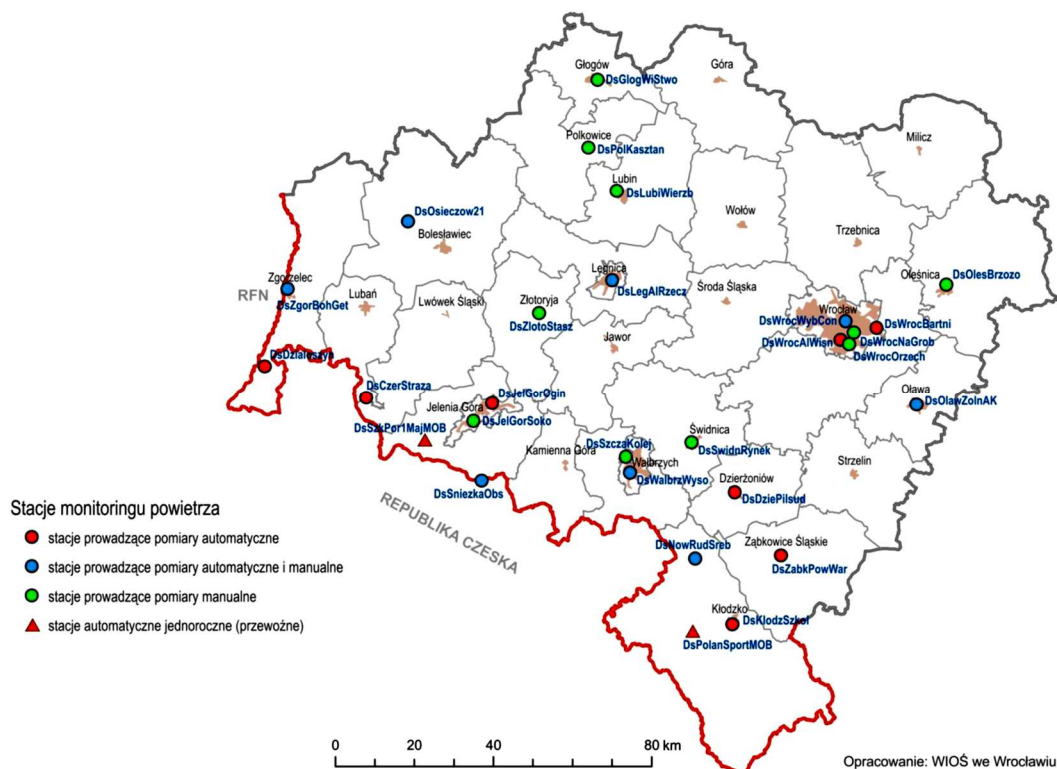 Głogów
DsGlogWiStwo
Góra
Polkowice
DsPolKasztan
Milicz
Lubin
DsLubiWierzb
DsOsieczow21
Bolesławiec
Wołów
Trzebnica
Zgorzelec
RFN
DsZgorBohGet
Lubań
Lwówek Śląski
Złotoryja
DsZlotoStasz
Legnica
DsLegAlRzecz
Środa Śląska
Oleśnica
DsOlesBrzozo
Wrocław
DsWrocWybCon
DsWrocBartni
DsWrocAlWisn
DsWrocNaGrob
DsWrocOrzech
Jawor
DsDzialoszyn
DsCzerStraza
DsJelGorOgin
Jelenia Góra
DsJelGorSoko
DsSzkPor1MajMOB
Oława
DsOlawZolnAK
Kamienna Góra
DsSzczaKolej
Wałbrzych
DsWalbrzWyso
Świdnica
DsSwidnRynek
Strzelin
DsSniezkaObs
Dzierżoniów
DsDziePilsud
REPUBLIKA CZESKA
DsNowRudSreb
Ząbkowice Śląskie
DsZabkPowWar
Kłodzko
DsKlodzSzkol
DsPolanSportMOB
Stacje monitoringu powietrza
stacje prowadzące pomiary automatyczne
stacje prowadzące pomiary automatyczne i manualne
stacje prowadzące pomiary manualne
stacje automatyczne jednoroczne (przewoźne)
0 20 40 80 km
Opracowanie: WIOŚ we Wrocławiu